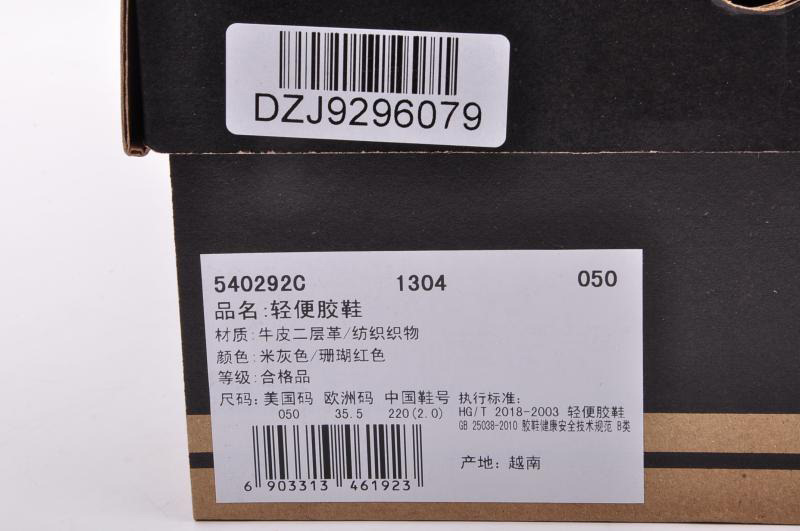 DZJ9296079
540292C 1304 050
品名:轻便胶鞋
材质:牛皮二层革/纺织织物
颜色:米灰色/珊瑚红色
等级:合格品
尺码:美国码 欧洲码 中国鞋号 执行标准:
050 35.5 220(2.0) HG/T 2018-2003 轻便胶鞋
GB 25038-2010 胶鞋健康安全技术规范 B类
产地:越南
6 903313 461923